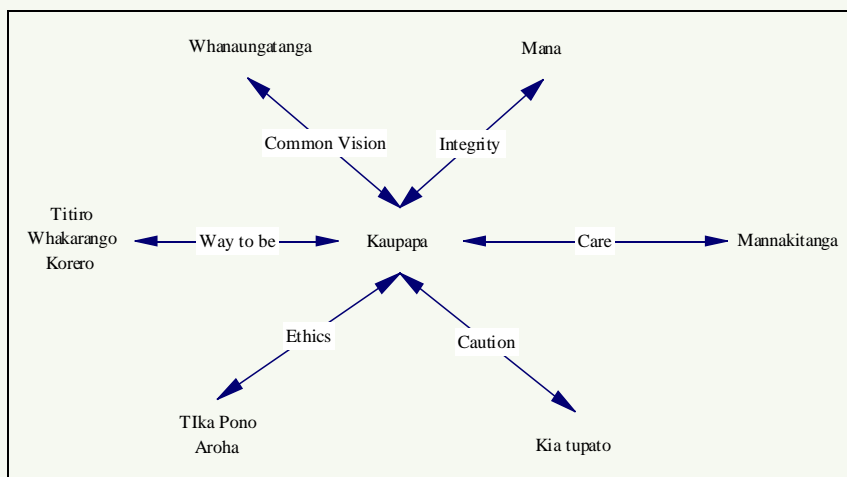 Whanaungatanga
Mana
Common Vision
Integrity
Titiro
Whakarango
Korero
Way to be
Kaupapa
Care
Mannakitanga
Ethics
Caution
TIka Pono
Aroha
Kia tupato